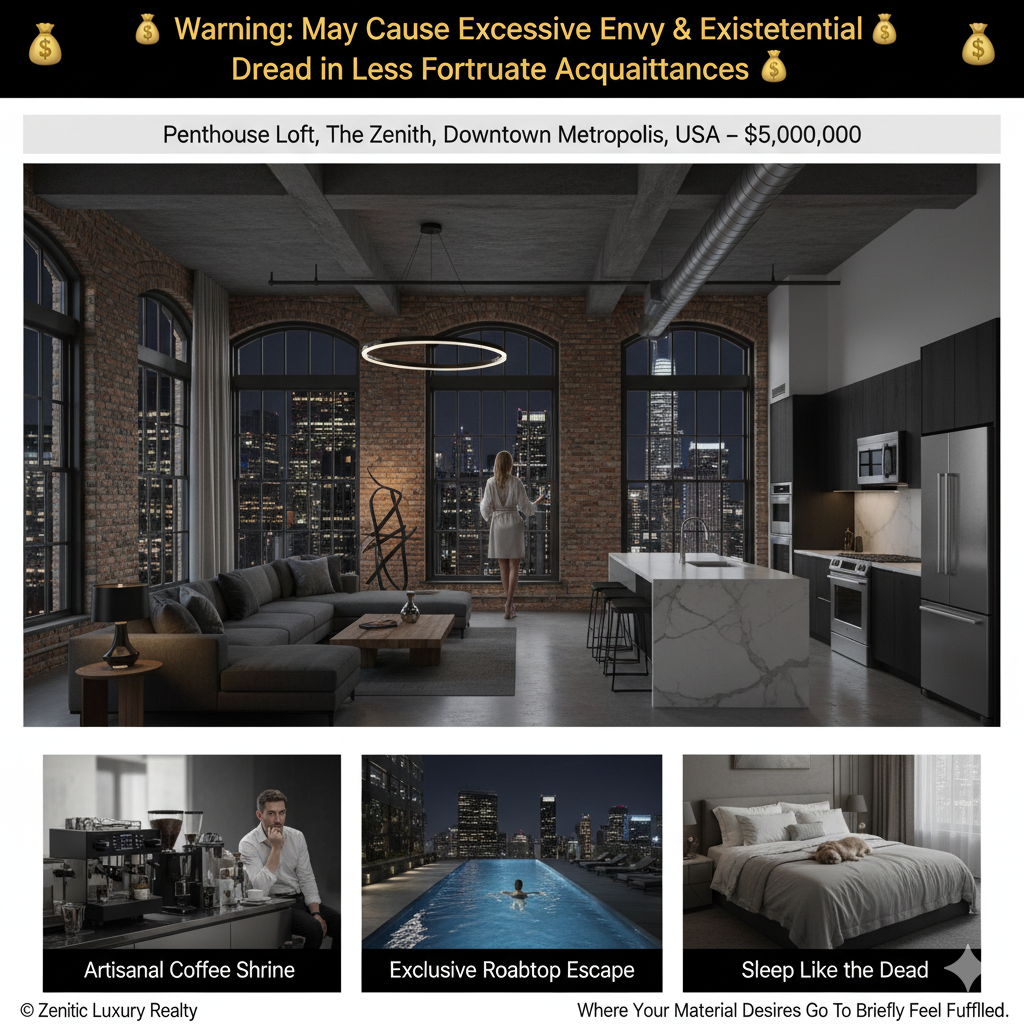 💰 Warning: May Cause Excessive Envy & Existetential 💰
Dread in Less Fortruate Acquaittances 💰
Penthouse Loft, The Zenith, Downtown Metropolis, USA – $5,000,000
Artisanal Coffee Shrine
Exclusive Roabtop Escape
Sleep Like the Dead
© Zenitic Luxury Realty
Where Your Material Desires Go To Briefly Feel Fufflled.